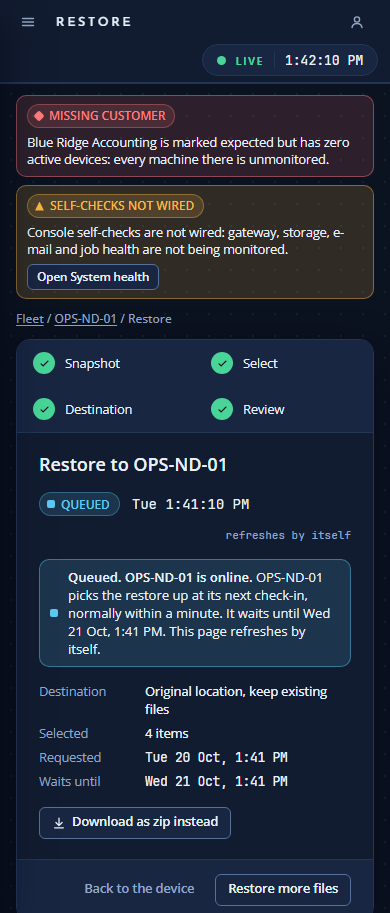 RESTORE
LIVE 1:42:10 PM
MISSING CUSTOMER
Blue Ridge Accounting is marked expected but has zero
active devices: every machine there is unmonitored.
SELF-CHECKS NOT WIRED
Console self-checks are not wired: gateway, storage, e-
mail and job health are not being monitored.
Open System health
Fleet / OPS-ND-01 / Restore
Snapshot
Select
Destination
Review
Restore to OPS-ND-01
QUEUED Tue 1:41:10 PM
refreshes by itself
Queued. OPS-ND-01 is online. OPS-ND-01
picks the restore up at its next check-in,
normally within a minute. It waits until Wed
21 Oct, 1:41 PM. This page refreshes by
itself.
Destination Original location, keep existing
files
Selected 4 items
Requested Tue 20 Oct, 1:41 PM
Waits until Wed 21 Oct, 1:41 PM
Download as zip instead
Back to the device Restore more files